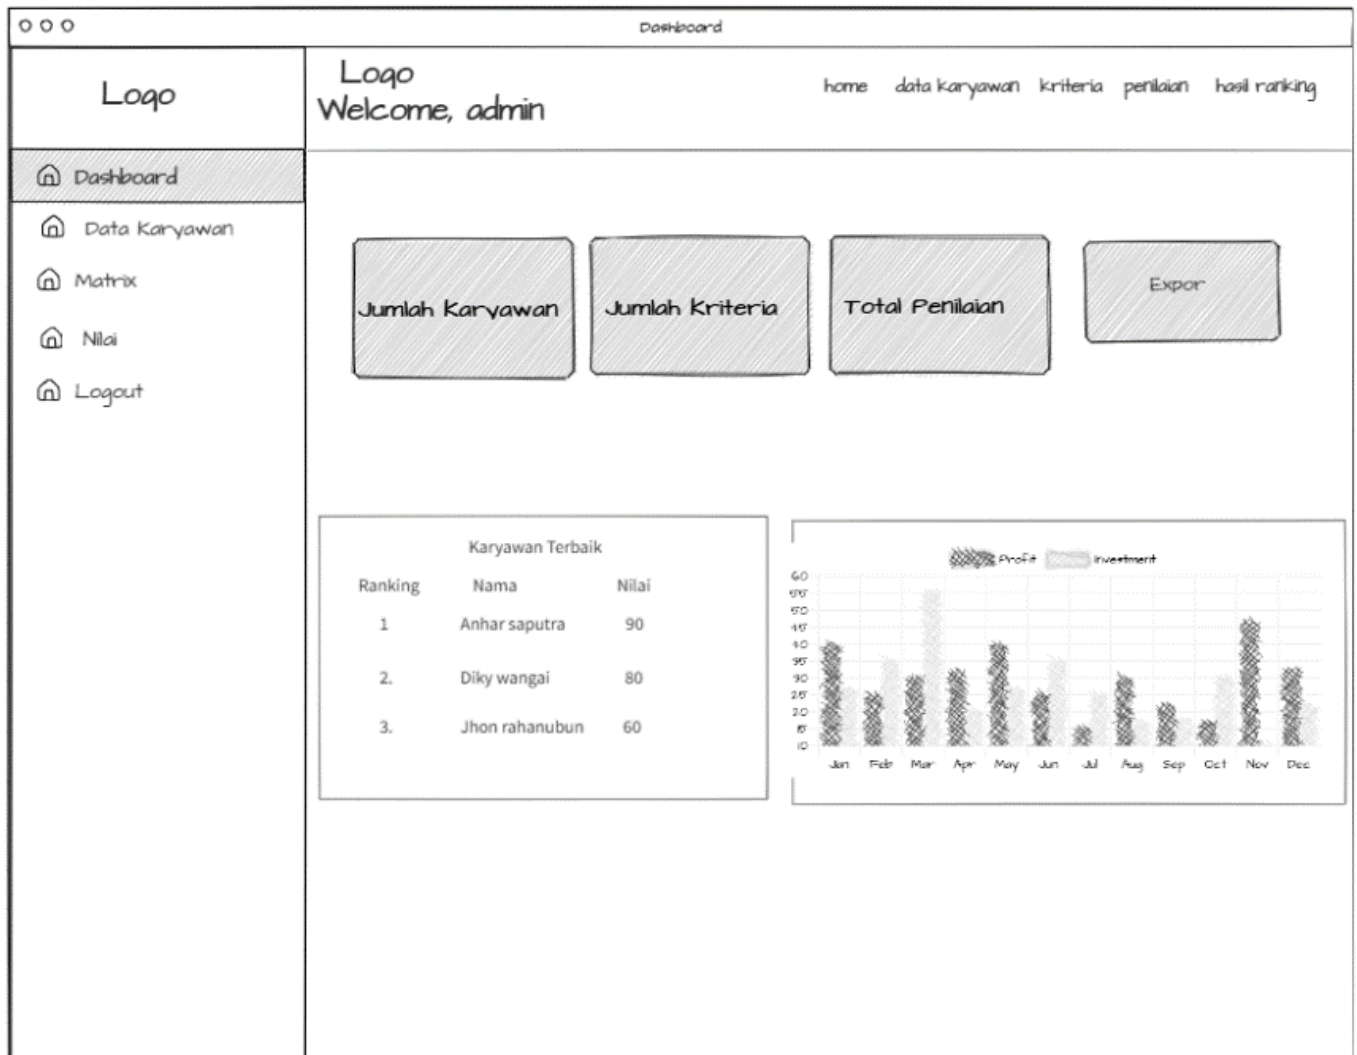 Dashboard
Logo
Logo
Welcome, admin
home data karyawan kriteria penilaian hasil ranking
Dashboard
Data Karyawan
Matrix
Nilai
Logout
Jumlah Karyawan
Jumlah Kriteria
Total Penilaian
Expor
Karyawan Terbaik
Ranking Nama Nilai
1 Anhar saputra 90
2. Diky wangai 80
3. Jhon rahanubun 60
Profit Investment
60
55
50
45
40
35
30
25
20
15
10
Jan Feb Mar Apr May Jun Jul Aug Sep Oct Nov Dec